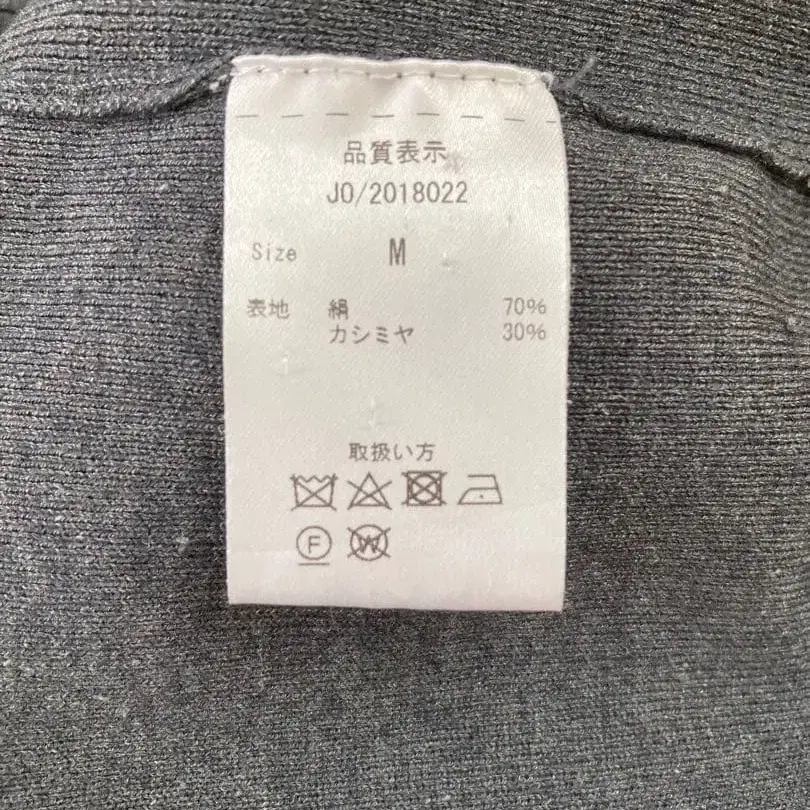 品質表示
J0/2018022
Size M
表地 絹 70%
カシミヤ 30%
取扱い方
F W